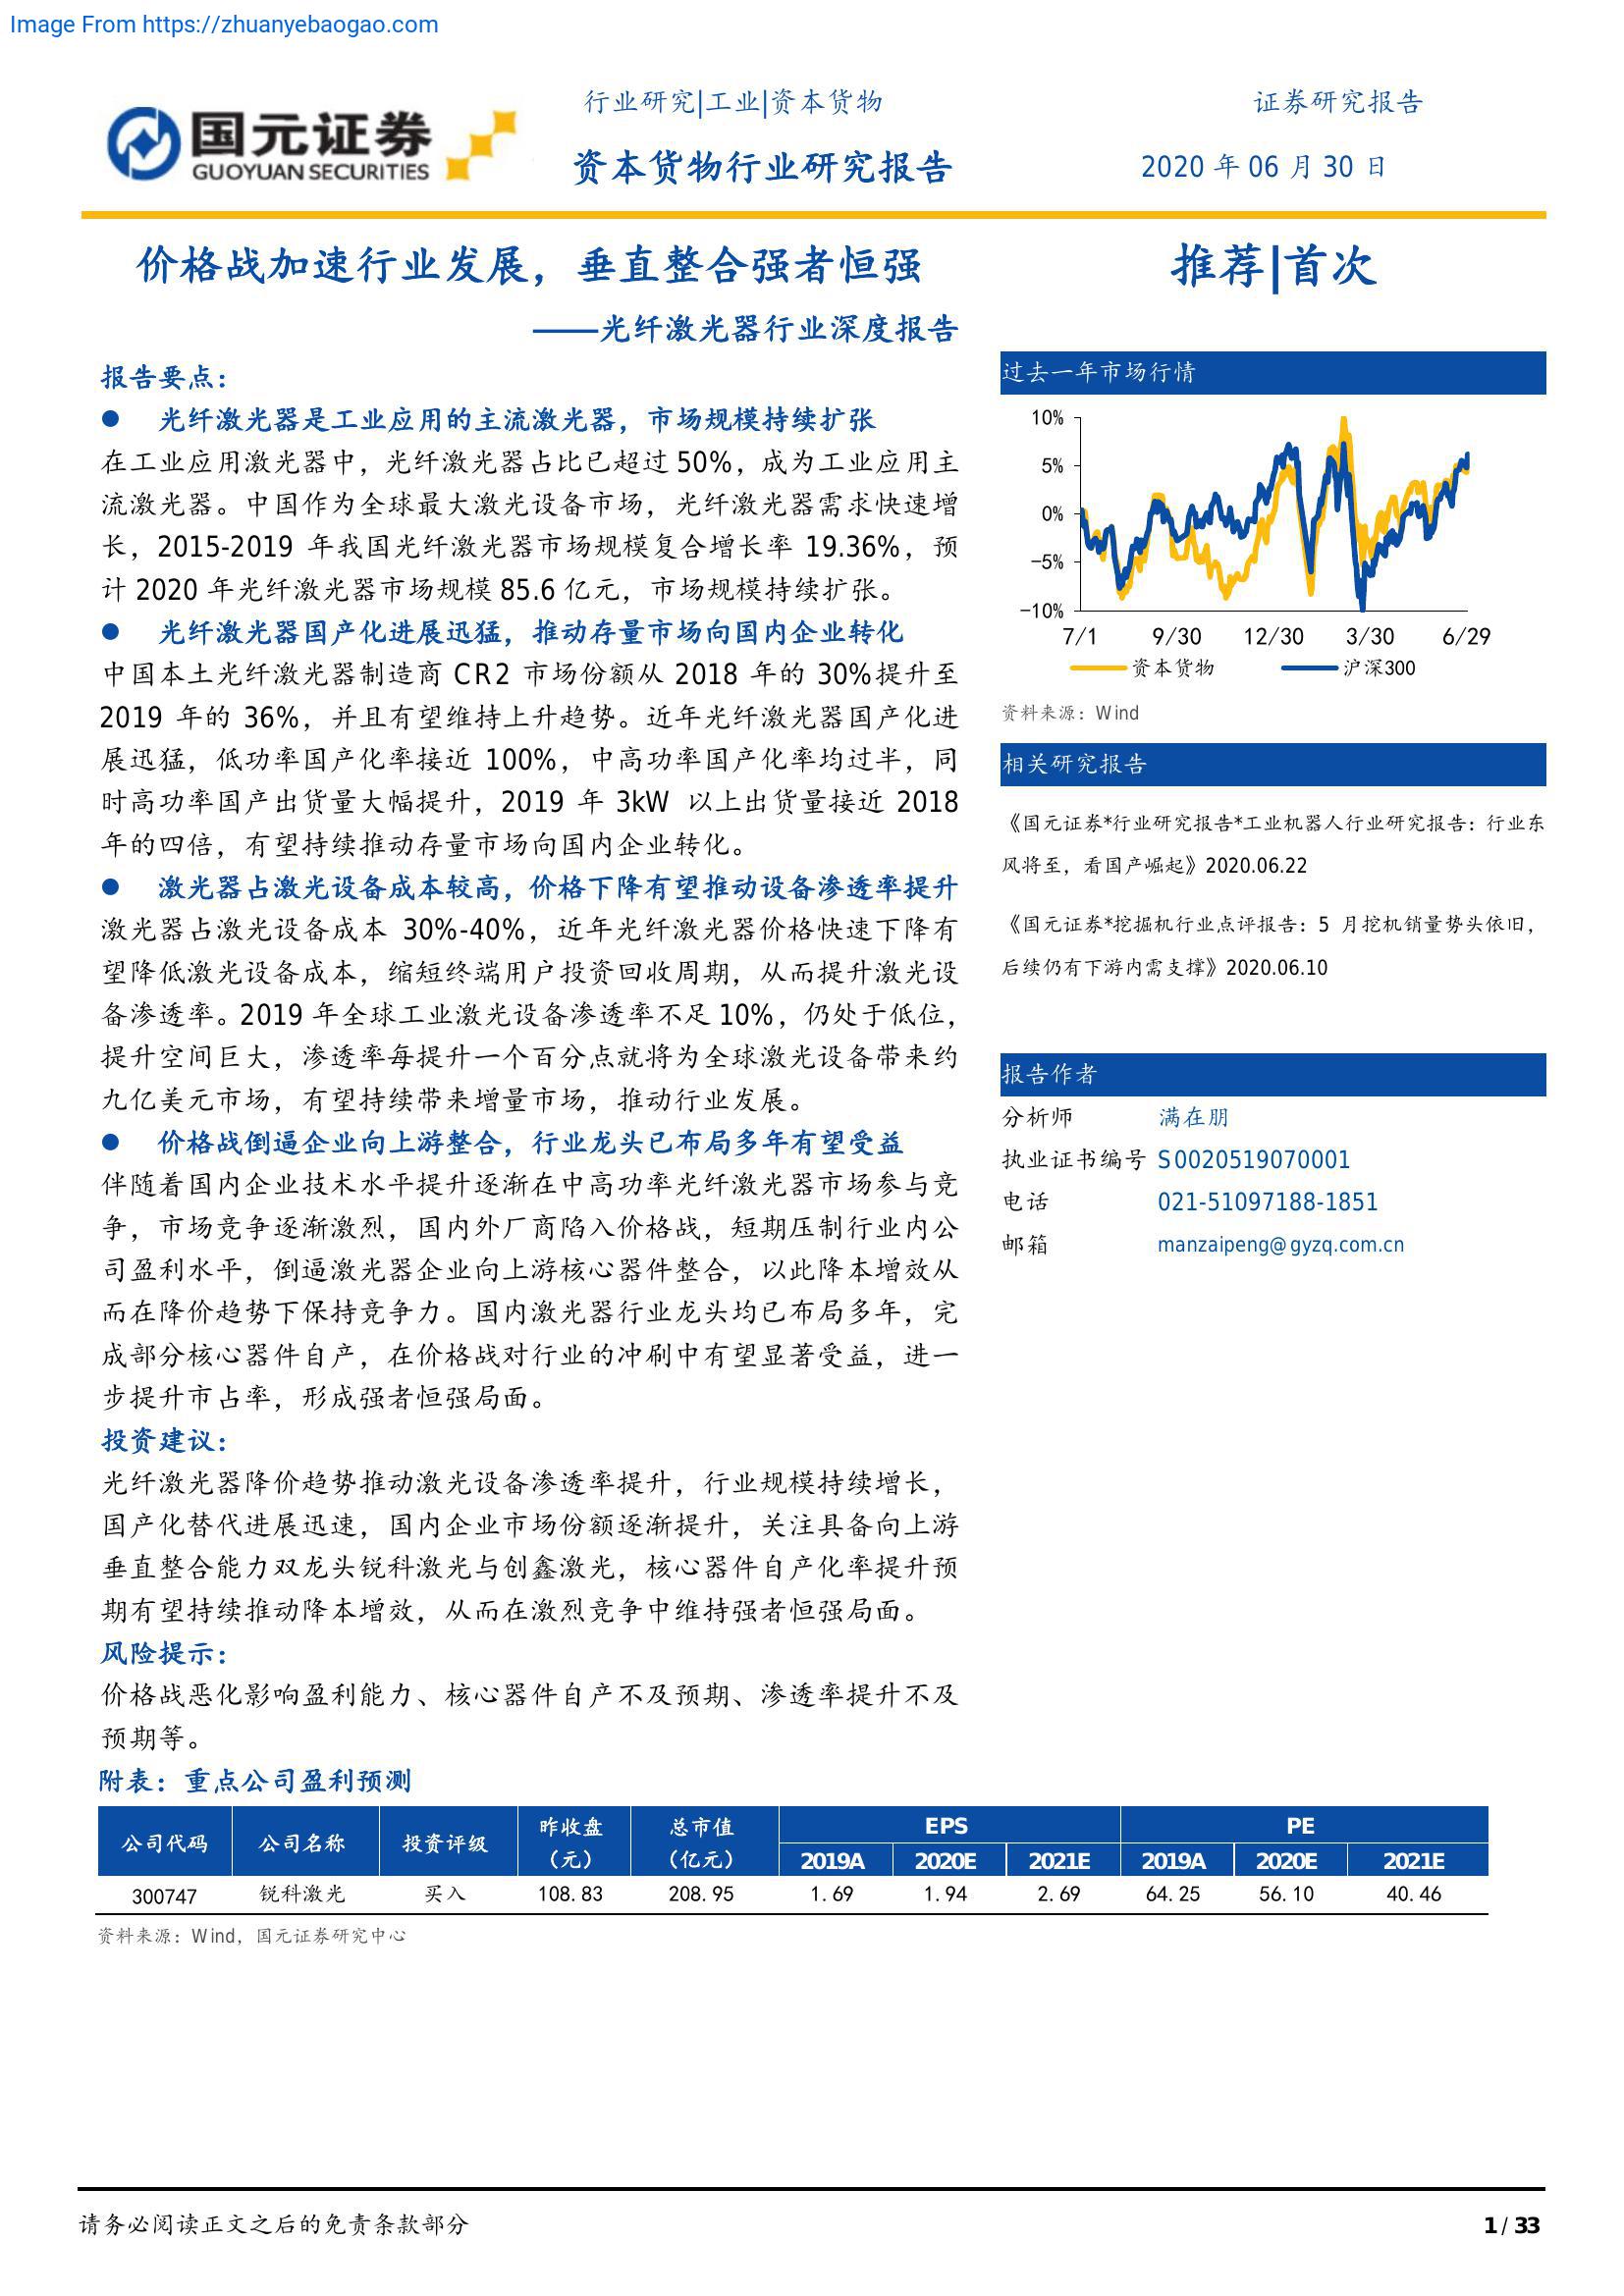 Image From https://zhuanyebaogao.com
国元证券
GUOYUAN SECURITIES
行业研究|工业|资本货物
证券研究报告
资本货物行业研究报告
2020 年 06 月 30 日
价格战加速行业发展，垂直整合强者恒强
——光纤激光器行业深度报告
报告要点：
● 光纤激光器是工业应用的主流激光器，市场规模持续扩张
在工业应用激光器中，光纤激光器占比已超过 50%，成为工业应用主
流激光器。中国作为全球最大激光设备市场，光纤激光器需求快速增
长，2015-2019 年我国光纤激光器市场规模复合增长率 19.36%，预
计 2020 年光纤激光器市场规模 85.6 亿元，市场规模持续扩张。
● 光纤激光器国产化进展迅猛，推动存量市场向国内企业转化
中国本土光纤激光器制造商 CR2 市场份额从 2018 年的 30%提升至
2019 年的 36%，并且有望维持上升趋势。近年光纤激光器国产化进
展迅猛，低功率国产化率接近 100%，中高功率国产化率均过半，同
时高功率国产出货量大幅提升，2019 年 3kW 以上出货量接近 2018
年的四倍，有望持续推动存量市场向国内企业转化。
● 激光器占激光设备成本较高，价格下降有望推动设备渗透率提升
激光器占激光设备成本 30%-40%，近年光纤激光器价格快速下降有
望降低激光设备成本，缩短终端用户投资回收周期，从而提升激光设
备渗透率。2019 年全球工业激光设备渗透率不足 10%，仍处于低位，
提升空间巨大，渗透率每提升一个百分点就将为全球激光设备带来约
九亿美元市场，有望持续带来增量市场，推动行业发展。
● 价格战倒逼企业向上游整合，行业龙头已布局多年有望受益
伴随着国内企业技术水平提升逐渐在中高功率光纤激光器市场参与竞
争，市场竞争逐渐激烈，国内外厂商陷入价格战，短期压制行业内公
司盈利水平，倒逼激光器企业向上游核心器件整合，以此降本增效从
而在降价趋势下保持竞争力。国内激光器行业龙头均已布局多年，完
成部分核心器件自产，在价格战对行业的冲刷中有望显著受益，进一
步提升市占率，形成强者恒强局面。
投资建议：
光纤激光器降价趋势推动激光设备渗透率提升，行业规模持续增长，
国产化替代进展迅速，国内企业市场份额逐渐提升，关注具备向上游
垂直整合能力双龙头锐科激光与创鑫激光，核心器件自产化率提升预
期有望持续推动降本增效，从而在激烈竞争中维持强者恒强局面。
风险提示：
价格战恶化影响盈利能力、核心器件自产不及预期、渗透率提升不及
预期等。
推荐|首次
过去一年市场行情
10%
5%
0%
-5%
-10%
7/1 9/30 12/30 3/30 6/29
资本货物 沪深300
资料来源：Wind
相关研究报告
《国元证券*行业研究报告*工业机器人行业研究报告：行业东
风将至，看国产崛起》2020.06.22
《国元证券*挖掘机行业点评报告：5 月挖机销量势头依旧，
后续仍有下游内需支撑》2020.06.10
报告作者
分析师 满在朋
执业证书编号 S0020519070001
电话 021-51097188-1851
邮箱 manzaipeng@gyzq.com.cn
附表：重点公司盈利预测
公司代码 公司名称 投资评级 昨收盘（元） 总市值（亿元） EPS PE
2019A 2020E 2021E 2019A 2020E 2021E
300747 锐科激光 买入 108.83 208.95 1.69 1.94 2.69 64.25 56.10 40.46
资料来源：Wind，国元证券研究中心
请务必阅读正文之后的免责条款部分
1 / 33